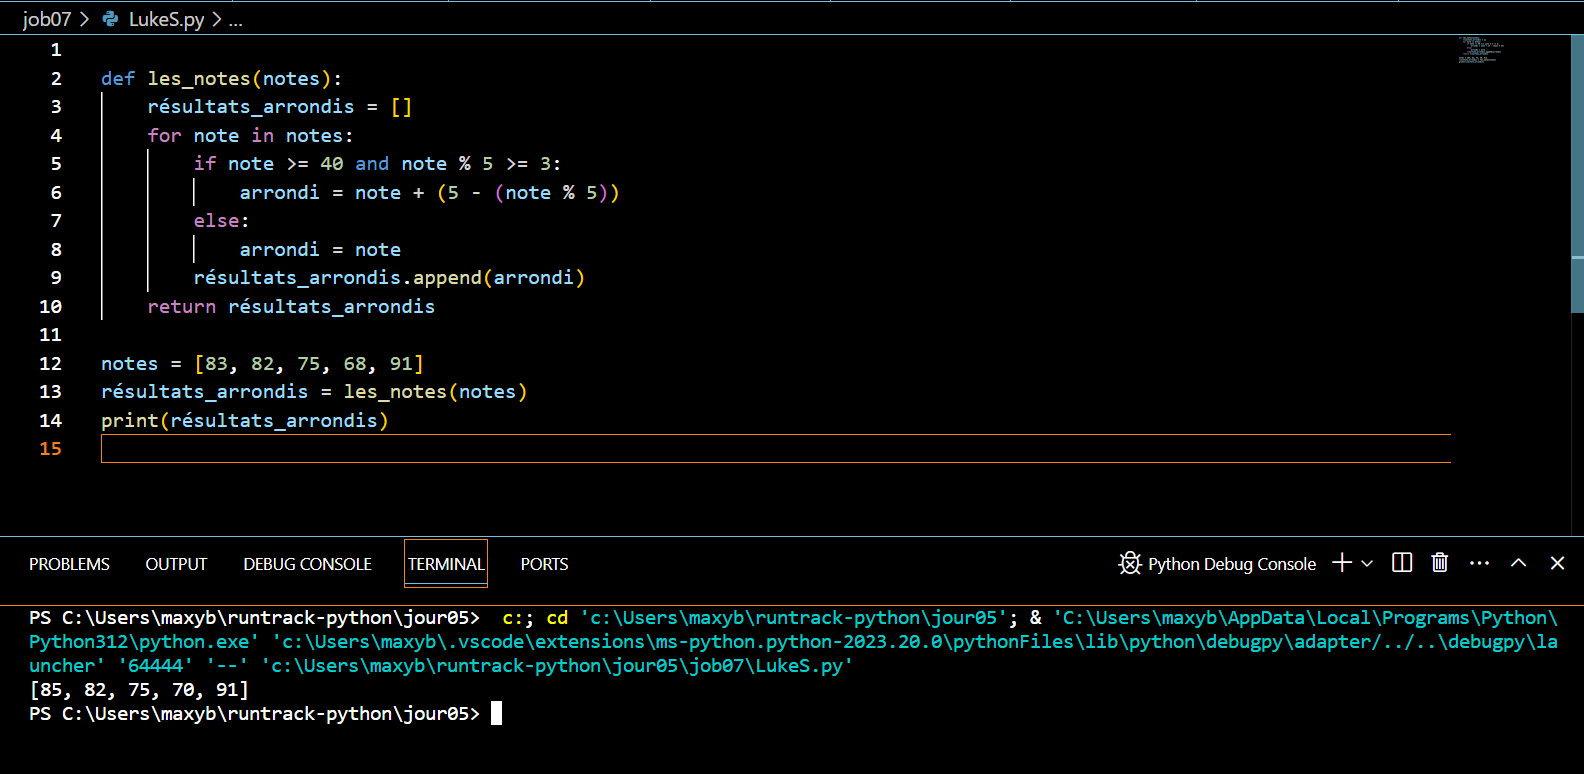 job07 > LukeS.py > ...
1
2 def les_notes(notes):
3 résultats_arrondis = []
4 for note in notes:
5 if note >= 40 and note % 5 >= 3:
6 arrondi = note + (5 - (note % 5))
7 else:
8 arrondi = note
9 résultats_arrondis.append(arrondi)
10 return résultats_arrondis
11
12 notes = [83, 82, 75, 68, 91]
13 résultats_arrondis = les_notes(notes)
14 print(résultats_arrondis)
15
PROBLEMS OUTPUT DEBUG CONSOLE TERMINAL PORTS Python Debug Console
PS C:\Users\maxyb\runtrack-python\jour05> c:; cd 'c:\Users\maxyb\runtrack-python\jour05'; & 'C:\Users\maxyb\AppData\Local\Programs\Python\
Python312\python.exe' 'c:\Users\maxyb\.vscode\extensions\ms-python.python-2023.20.0\pythonFiles\lib\python\debugpy\adapter/../..\debugpy\la
uncher' '64444' '--' 'c:\Users\maxyb\runtrack-python\jour05\job07\LukeS.py'
[85, 82, 75, 70, 91]
PS C:\Users\maxyb\runtrack-python\jour05>